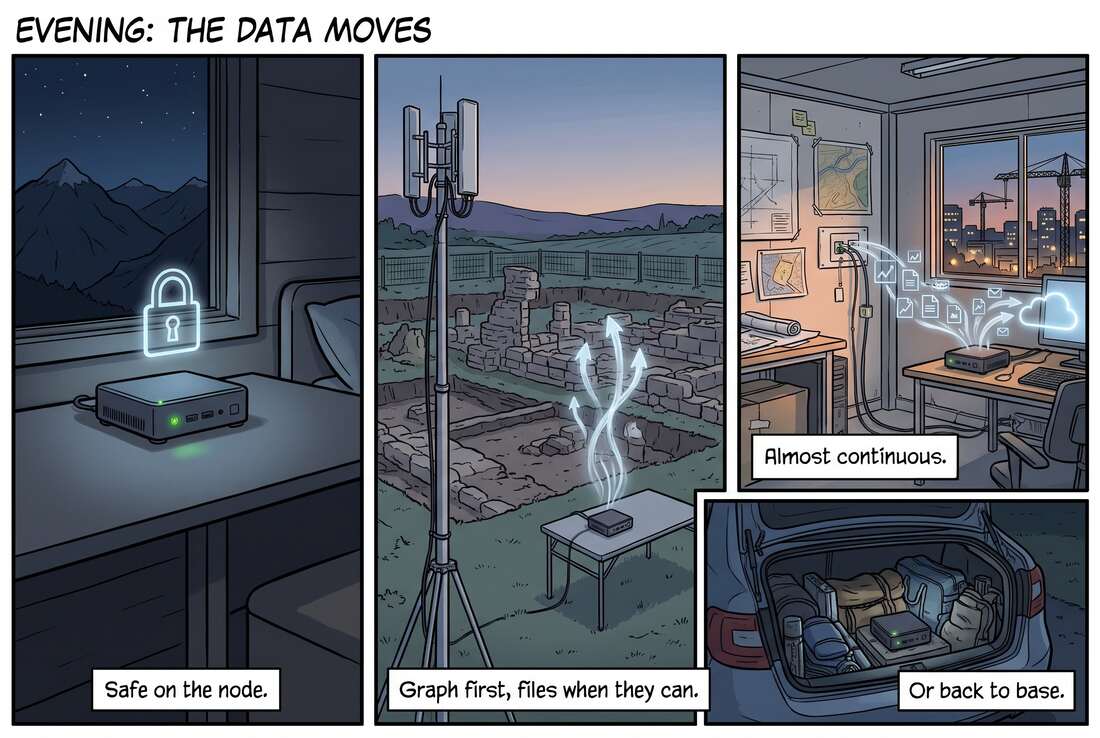 EVENING: THE DATA MOVES
Safe on the node.
Graph first, files when they can.
Almost continuous.
Or back to base.